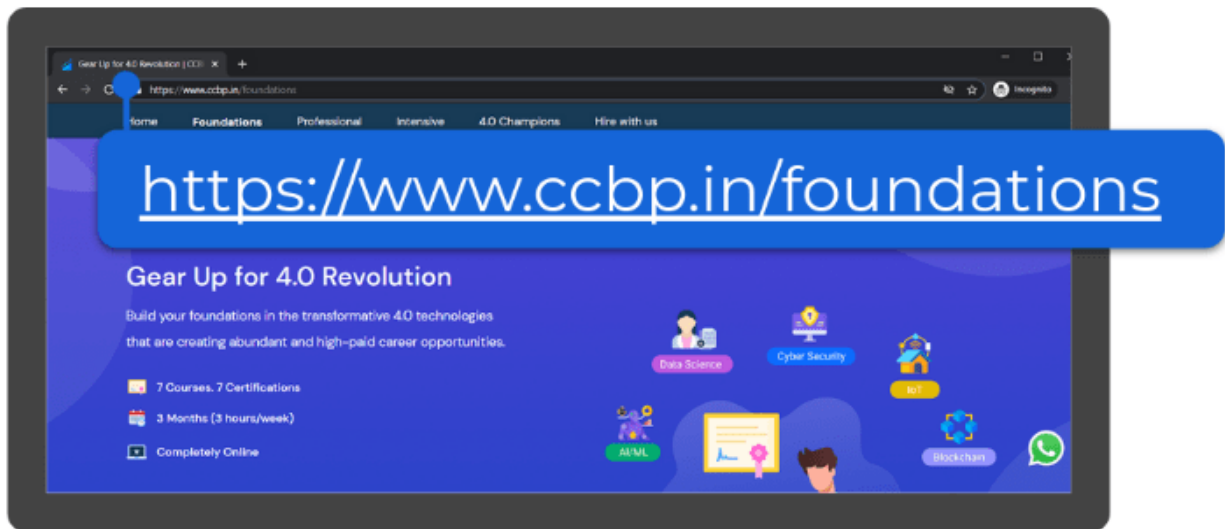 Gear Up for 4.0 Revolution | CCB
https://www.ccbp.in/foundations
Incognito
Home Foundations Professional Intensive 4.0 Champions Hire with us
https://www.ccbp.in/foundations
Gear Up for 4.0 Revolution
Build your foundations in the transformative 4.0 technologies
that are creating abundant and high-paid career opportunities.
7 Courses. 7 Certifications
3 Months (3 hours/week)
Completely Online
Data Science
Cyber Security
IoT
AI/ML
Blockchain